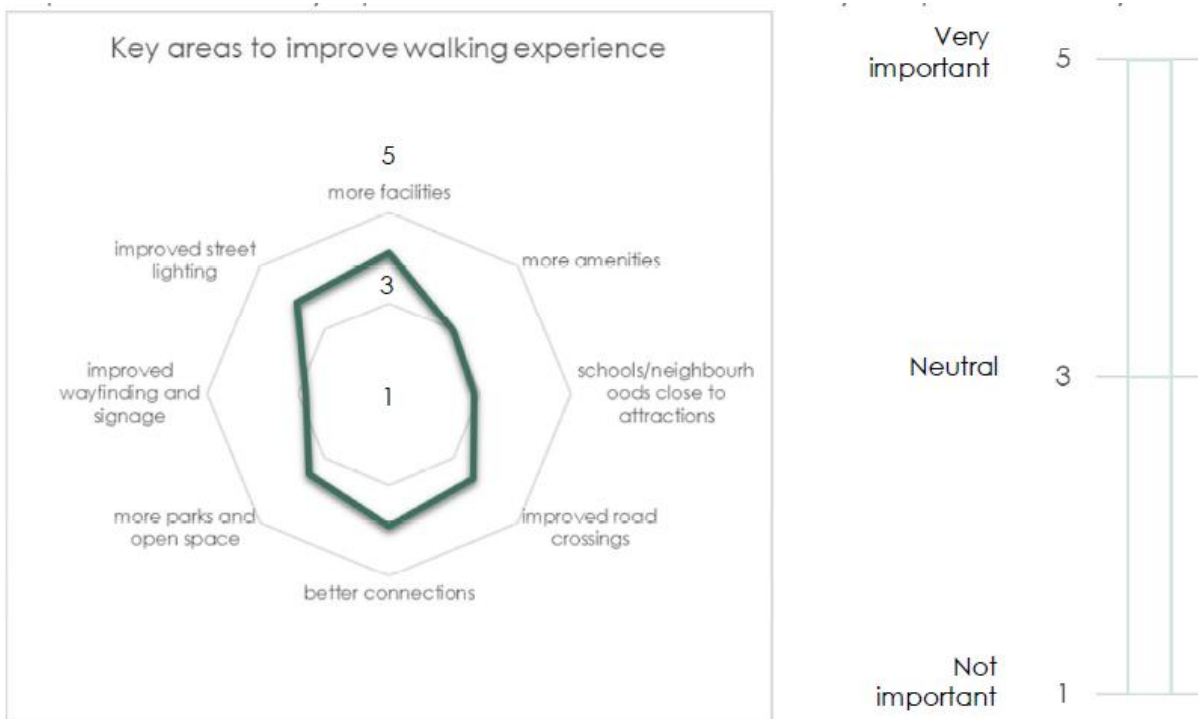 Key areas to improve walking experience
5
more facilities
improved street
lighting
more amenities
3
improved
wayfinding and
signage
1
schools/neighbourh
oods close to
attractions
more parks and
open space
improved road
crossings
better connections
Very
important
5
Neutral
3
Not
important
1